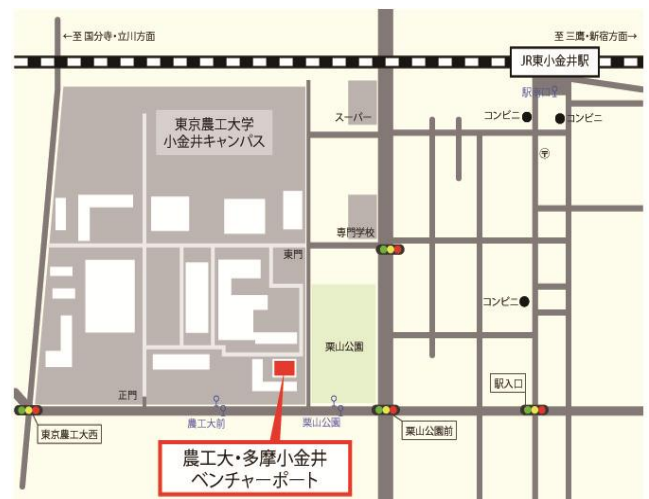 ←至 国分寺・立川方面
至 三鷹・新宿方面→
JR東小金井駅
駅南口
東京農工大学
小金井キャンパス
スーパー
コンビニ
コンビニ
〒
専門学校
東門
コンビニ
栗山公園
駅入口
正門
農工大前
栗山公園
東京農工大西
栗山公園前
農工大・多摩小金井
ベンチャーポート